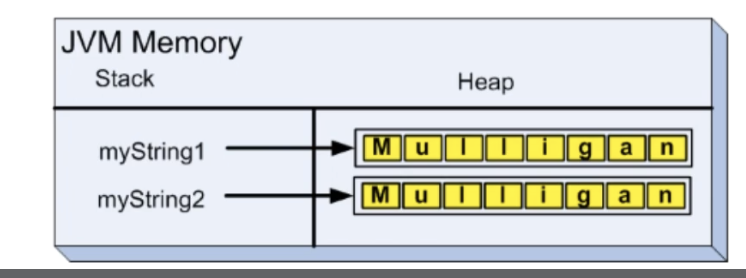 JVM Memory
Stack Heap
myString1 M u l l i g a n
myString2 M u l l i g a n